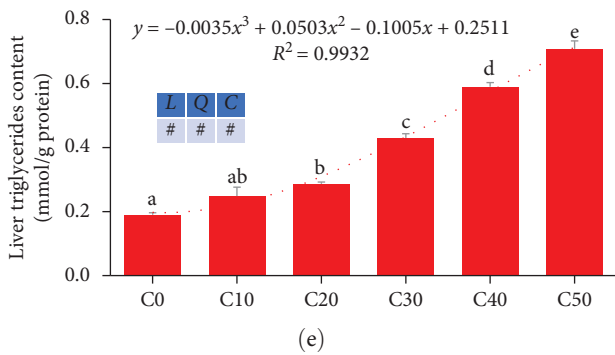 y = –0.0035x³ + 0.0503x² – 0.1005x + 0.2511
R² = 0.9932
Liver triglycerides content
(mmol/g protein)
0.8
0.6
0.4
0.2
0.0
L Q C
# # #
a
ab
b
c
d
e
C0 C10 C20 C30 C40 C50
(e)